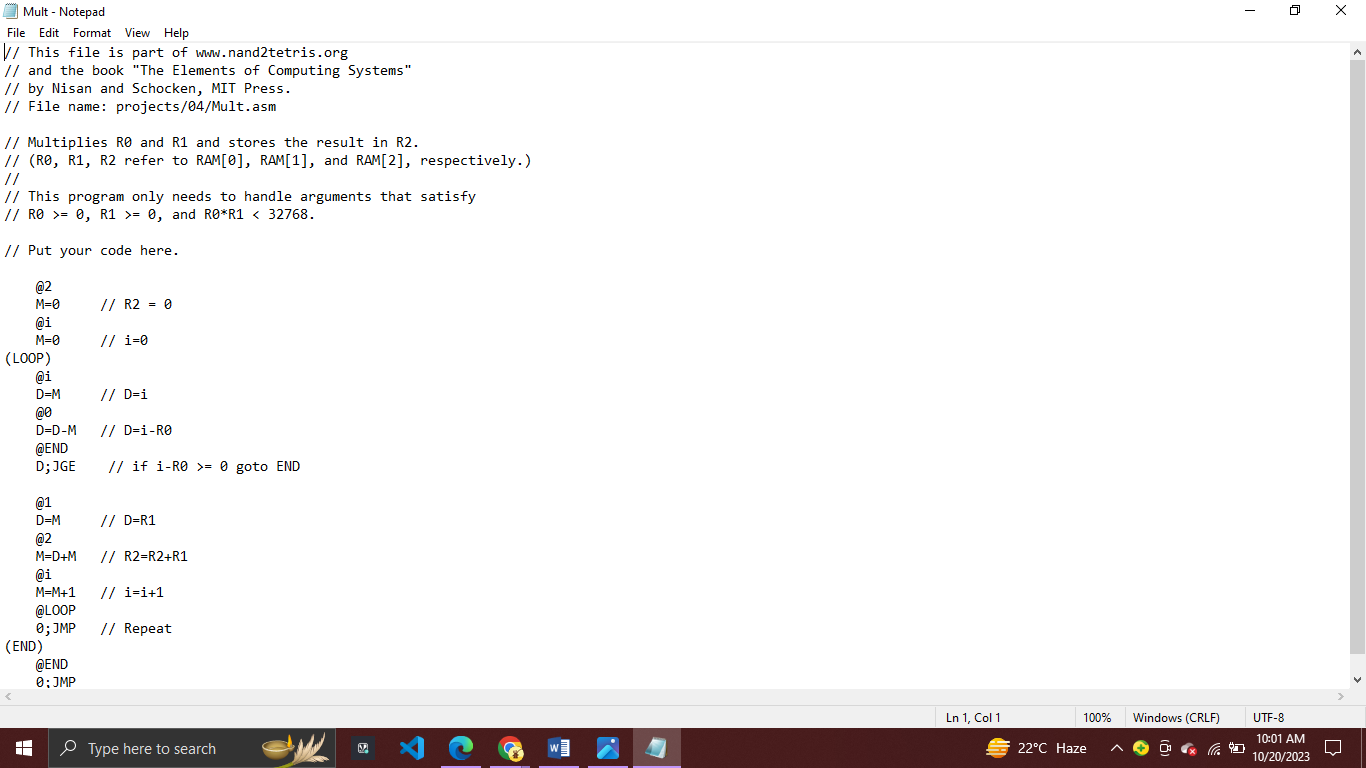 Mult - Notepad
File Edit Format View Help
// This file is part of www.nand2tetris.org
// and the book "The Elements of Computing Systems"
// by Nisan and Schocken, MIT Press.
// File name: projects/04/Mult.asm

// Multiplies R0 and R1 and stores the result in R2.
// (R0, R1, R2 refer to RAM[0], RAM[1], and RAM[2], respectively.)
//
// This program only needs to handle arguments that satisfy
// R0 >= 0, R1 >= 0, and R0*R1 < 32768.

// Put your code here.

    @2
    M=0     // R2 = 0
    @i
    M=0     // i=0
(LOOP)
    @i
    D=M     // D=i
    @0
    D=D-M   // D=i-R0
    @END
    D;JGE    // if i-R0 >= 0 goto END

    @1
    D=M     // D=R1
    @2
    M=D+M   // R2=R2+R1
    @i
    M=M+1   // i=i+1
    @LOOP
    0;JMP   // Repeat
(END)
    @END
    0;JMP
Ln 1, Col 1 100% Windows (CRLF) UTF-8
Type here to search
22°C Haze
10:01 AM
10/20/2023